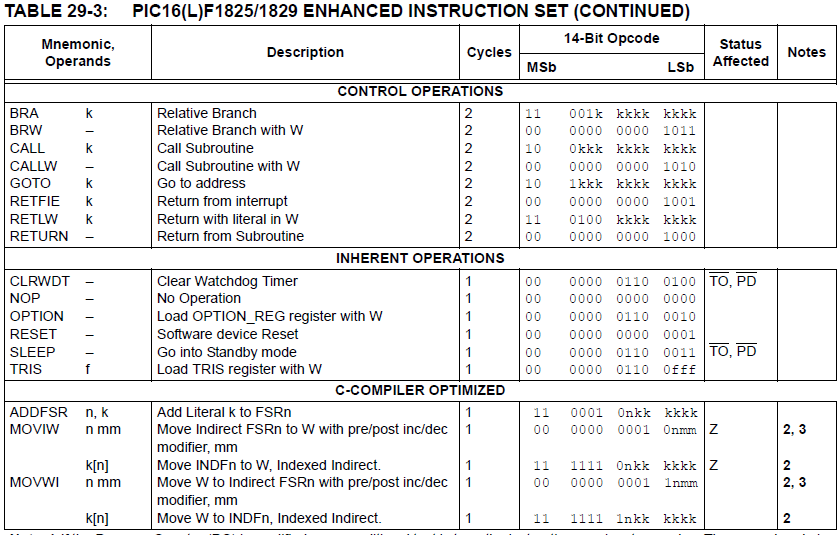 TABLE 29-3: PIC16(L)F1825/1829 ENHANCED INSTRUCTION SET (CONTINUED)
Mnemonic, Operands Description Cycles 14-Bit Opcode Status Affected Notes
MSb LSb
CONTROL OPERATIONS
BRA k Relative Branch 2 11 001k kkkk kkkk
BRW – Relative Branch with W 2 00 0000 0000 1011
CALL k Call Subroutine 2 10 0kkk kkkk kkkk
CALLW – Call Subroutine with W 2 00 0000 0000 1010
GOTO k Go to address 2 10 1kkk kkkk kkkk
RETFIE k Return from interrupt 2 00 0000 0000 1001
RETLW k Return with literal in W 2 11 0100 kkkk kkkk
RETURN – Return from Subroutine 2 00 0000 0000 1000
INHERENT OPERATIONS
CLRWDT – Clear Watchdog Timer 1 00 0000 0110 0100 TO, PD
NOP – No Operation 1 00 0000 0000 0000
OPTION – Load OPTION_REG register with W 1 00 0000 0110 0010
RESET – Software device Reset 1 00 0000 0000 0001
SLEEP – Go into Standby mode 1 00 0000 0110 0011 TO, PD
TRIS f Load TRIS register with W 1 00 0000 0110 0fff
C-COMPILER OPTIMIZED
ADDFSR n, k Add Literal k to FSRn 1 11 0001 0nkk kkkk
MOVIW n mm Move Indirect FSRn to W with pre/post inc/dec 1 00 0000 0001 0nmm Z 2, 3
modifier, mm
k[n] Move INDFn to W, Indexed Indirect. 1 11 1111 0nkk kkkk Z 2
MOVWI n mm Move W to Indirect FSRn with pre/post inc/dec 1 00 0000 0001 1nmm 2, 3
modifier, mm
k[n] Move W to INDFn, Indexed Indirect. 1 11 1111 1nkk kkkk 2